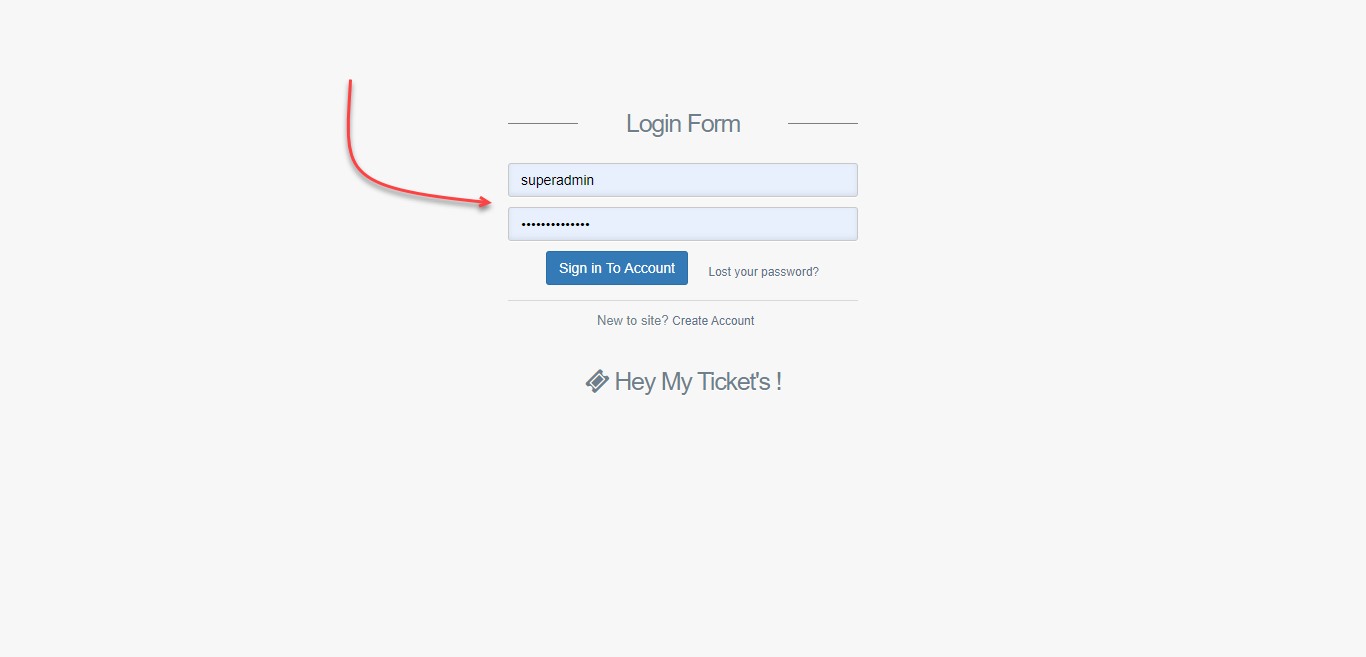 Login Form
superadmin
••••••••••••••
Sign in To Account
Lost your password?
New to site? Create Account
Hey My Ticket's !